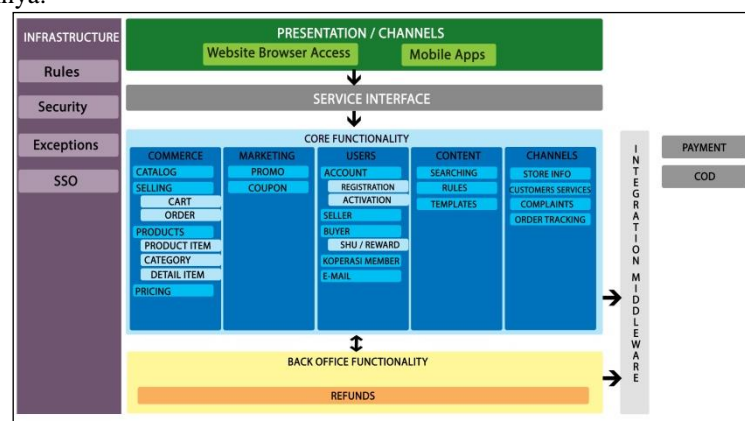 niya.
INFRASTRUCTURE
Rules
Security
Exceptions
SSO
PRESENTATION / CHANNELS
Website Browser Access
Mobile Apps
SERVICE INTERFACE
CORE FUNCTIONALITY
COMMERCE
CATALOG
SELLING
CART
ORDER
PRODUCTS
PRODUCT ITEM
CATEGORY
DETAIL ITEM
PRICING
MARKETING
PROMO
COUPON
USERS
ACCOUNT
REGISTRATION
ACTIVATION
SELLER
BUYER
SHU / REWARD
KOPERASI MEMBER
E-MAIL
CONTENT
SEARCHING
RULES
TEMPLATES
CHANNELS
STORE INFO
CUSTOMERS SERVICES
COMPLAINTS
ORDER TRACKING
BACK OFFICE FUNCTIONALITY
REFUNDS
INTEGRATION MIDDLEWARE
PAYMENT
COD